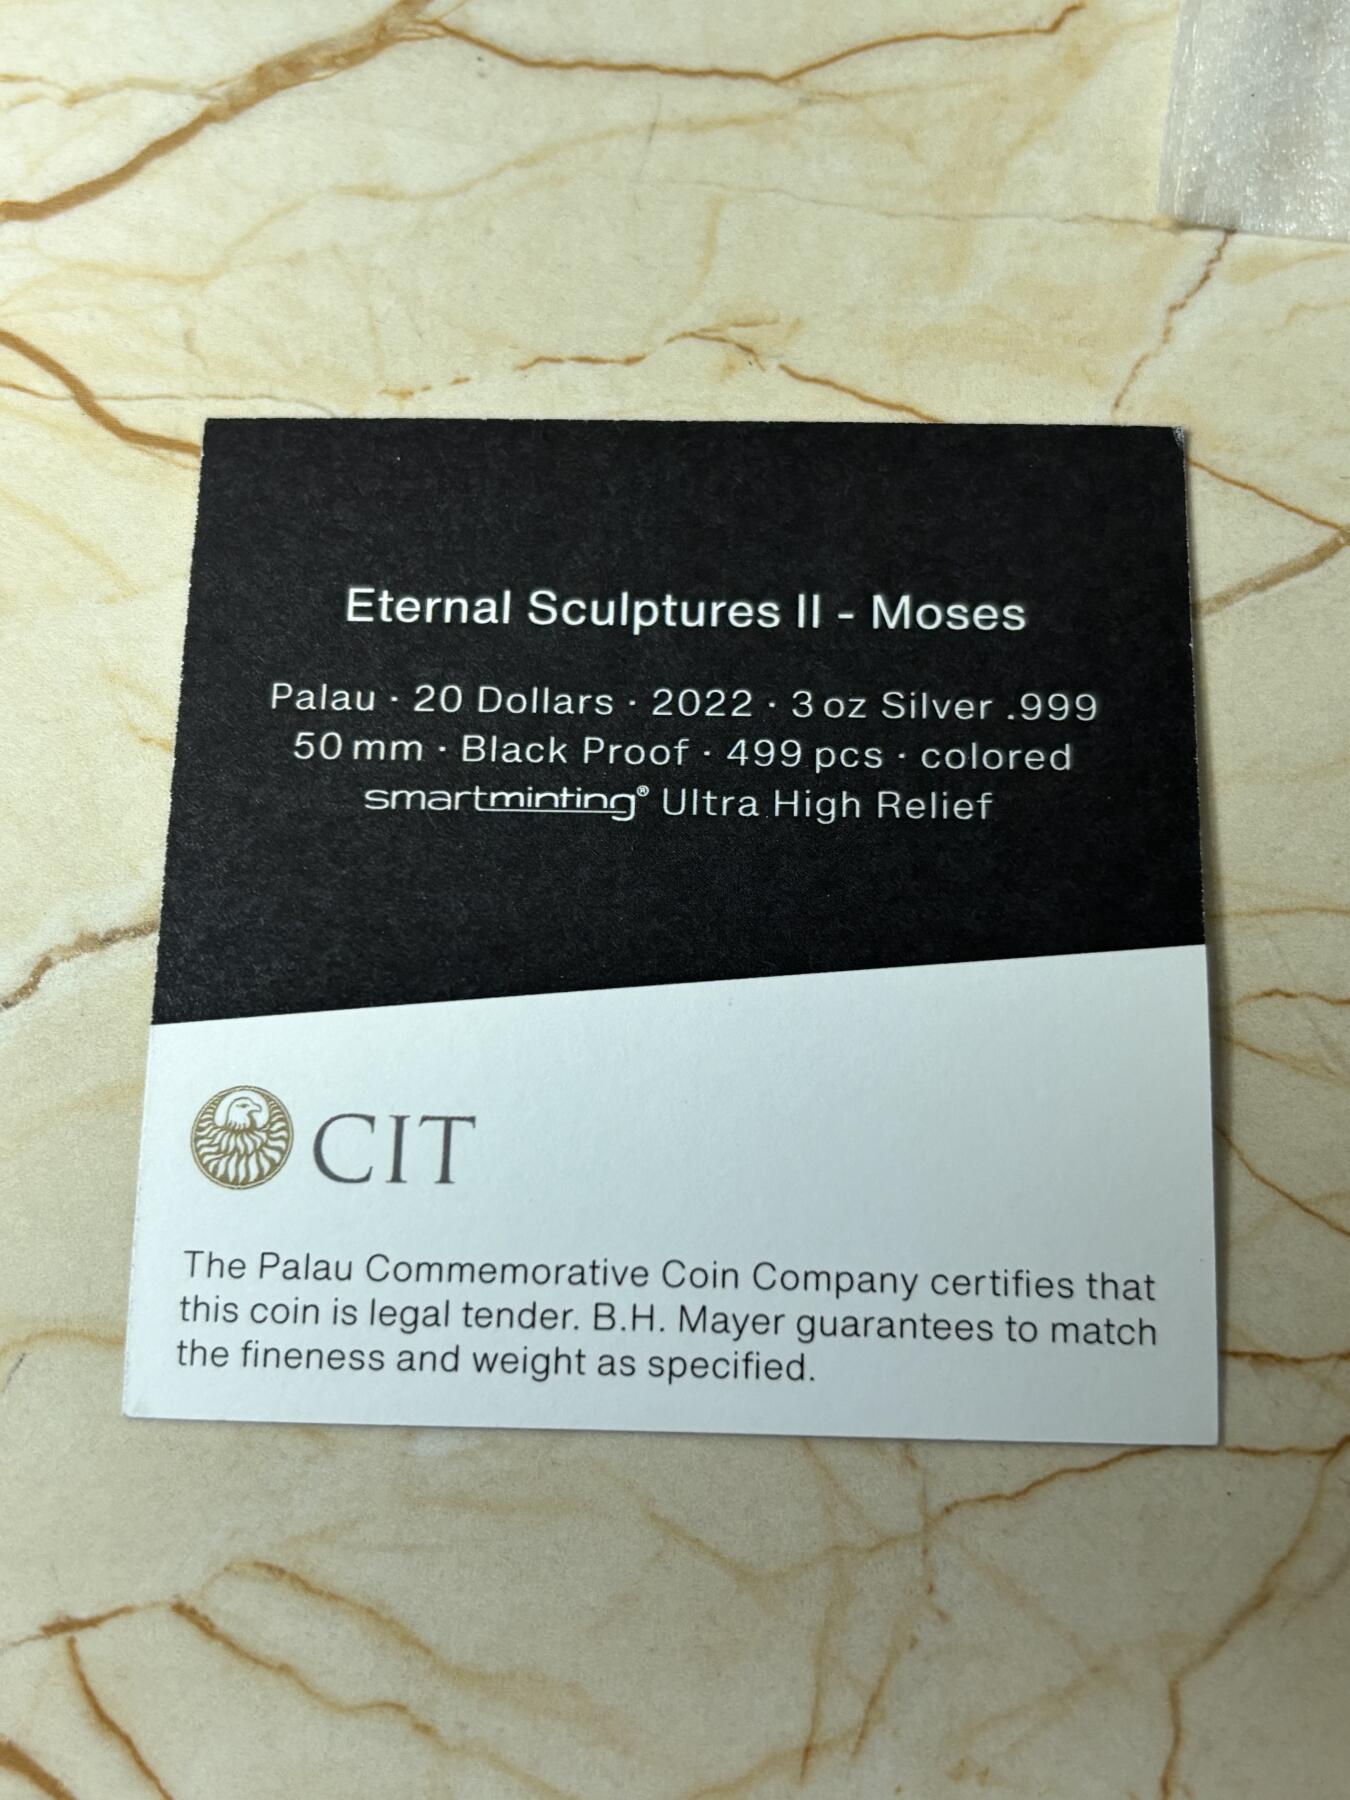 Eternal Sculptures II - Moses
Palau · 20 Dollars · 2022 · 3 oz Silver .999
50 mm · Black Proof · 499 pcs · colored
smartminting® Ultra High Relief
CIT
The Palau Commemorative Coin Company certifies that
this coin is legal tender. B.H. Mayer guarantees to match
the fineness and weight as specified.